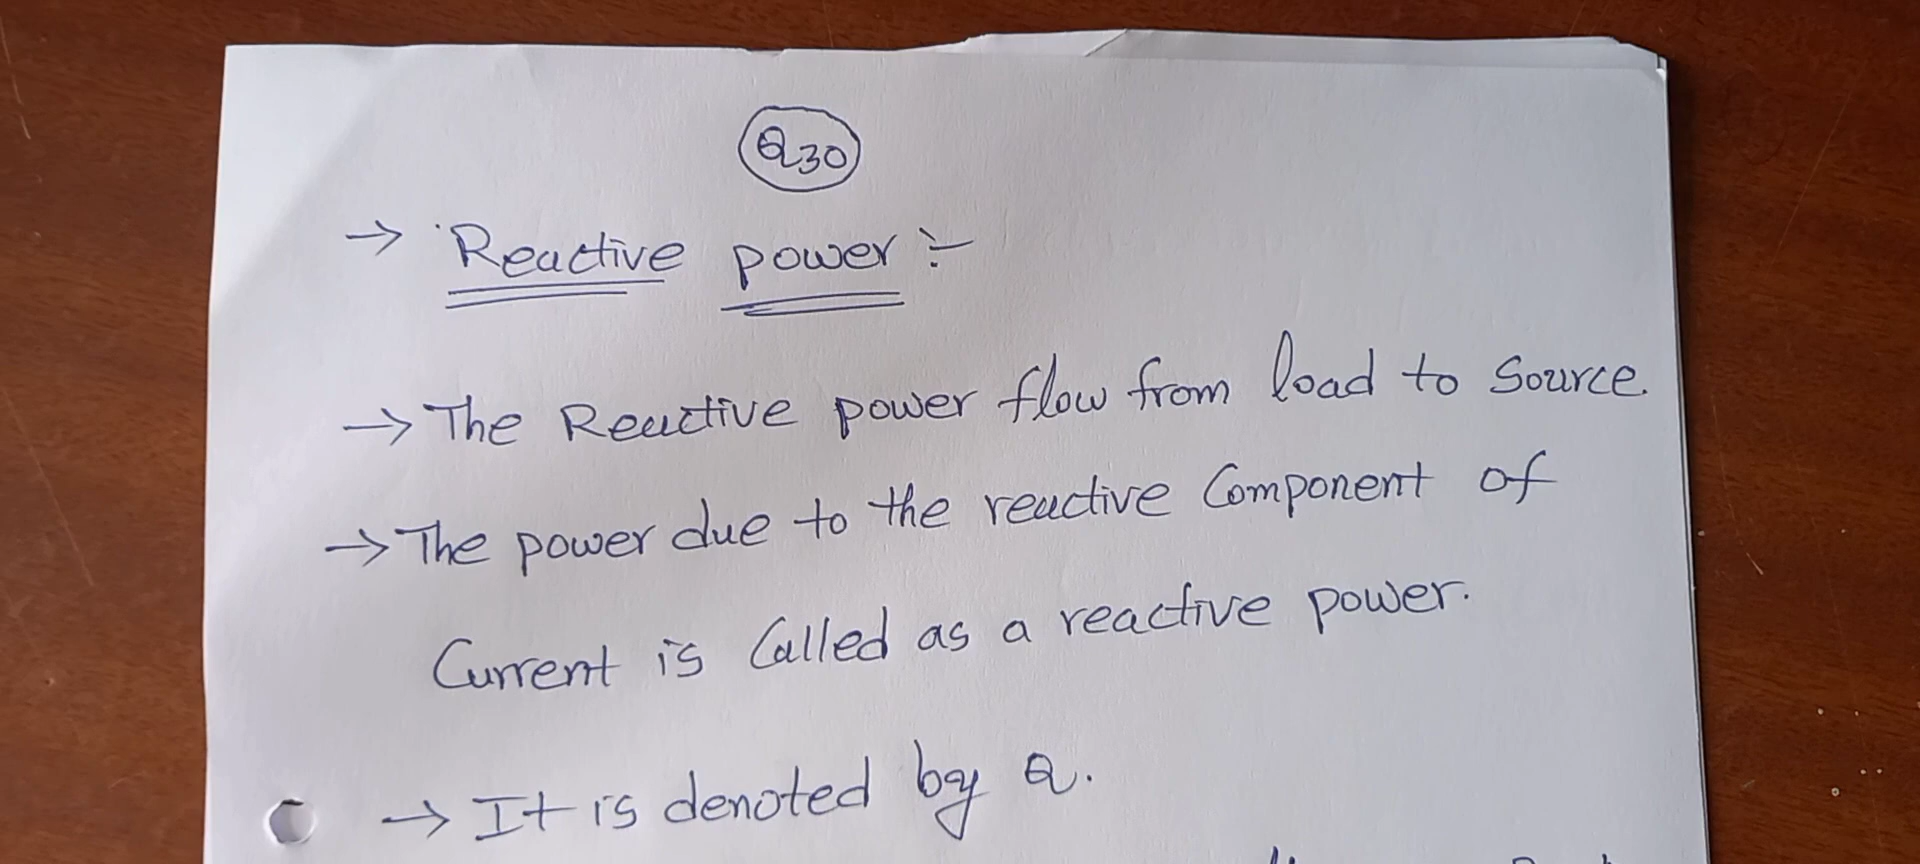 Q30
→ Reactive power :-
→ The Reactive power flow from load to Source.
→ The power due to the reactive Component of
Current is Called as a reactive power.
→ It is denoted by Q.